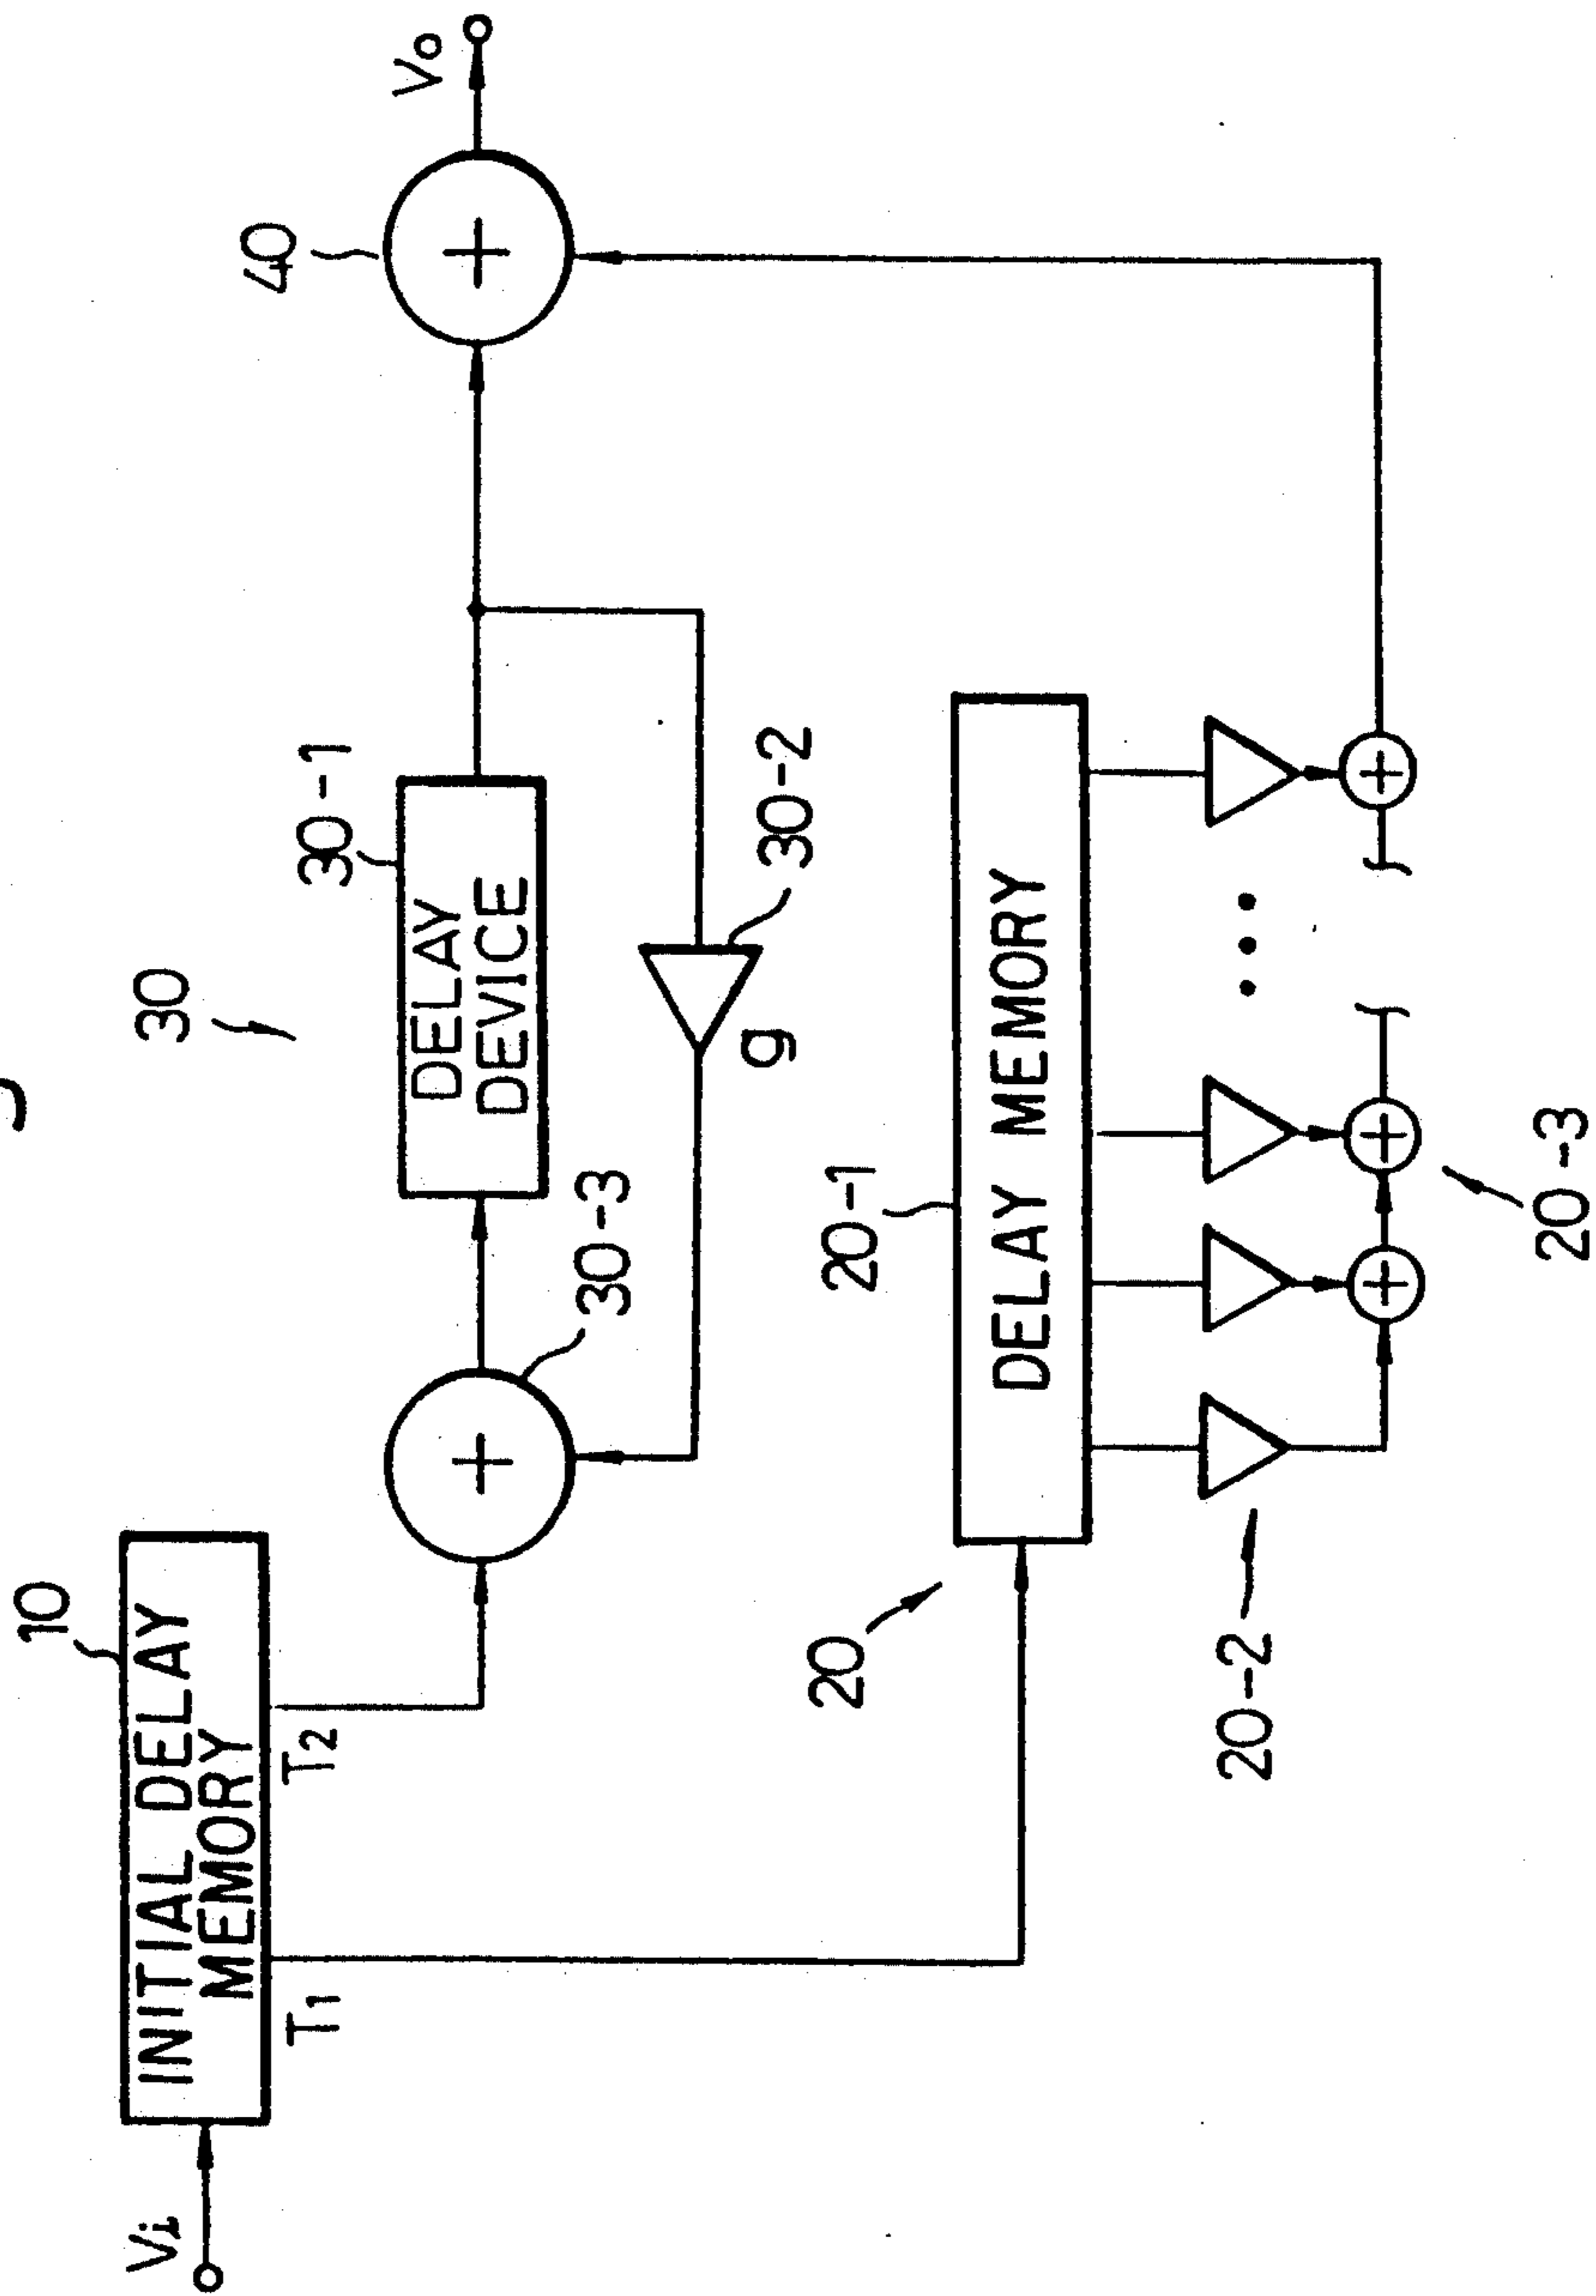 10
Vi
INITIAL DELAY
MEMORY
T1
T2
30
30-1
DELAY
DEVICE
30-3
30-2
g
40
Vo
20
20-1
DELAY MEMORY
20-2
20-3